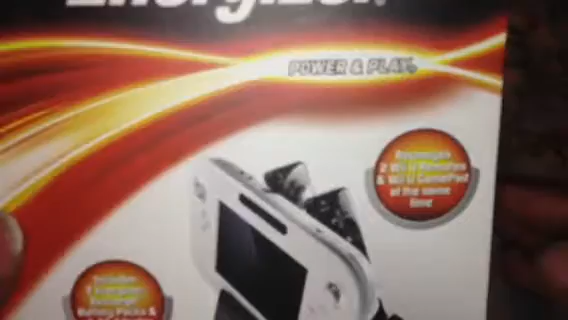 Energizer
POWER & PLAY
Recharges
2 Wii Remotes
& Wii U GamePad
at the same
time
Includes
Battery Packs &